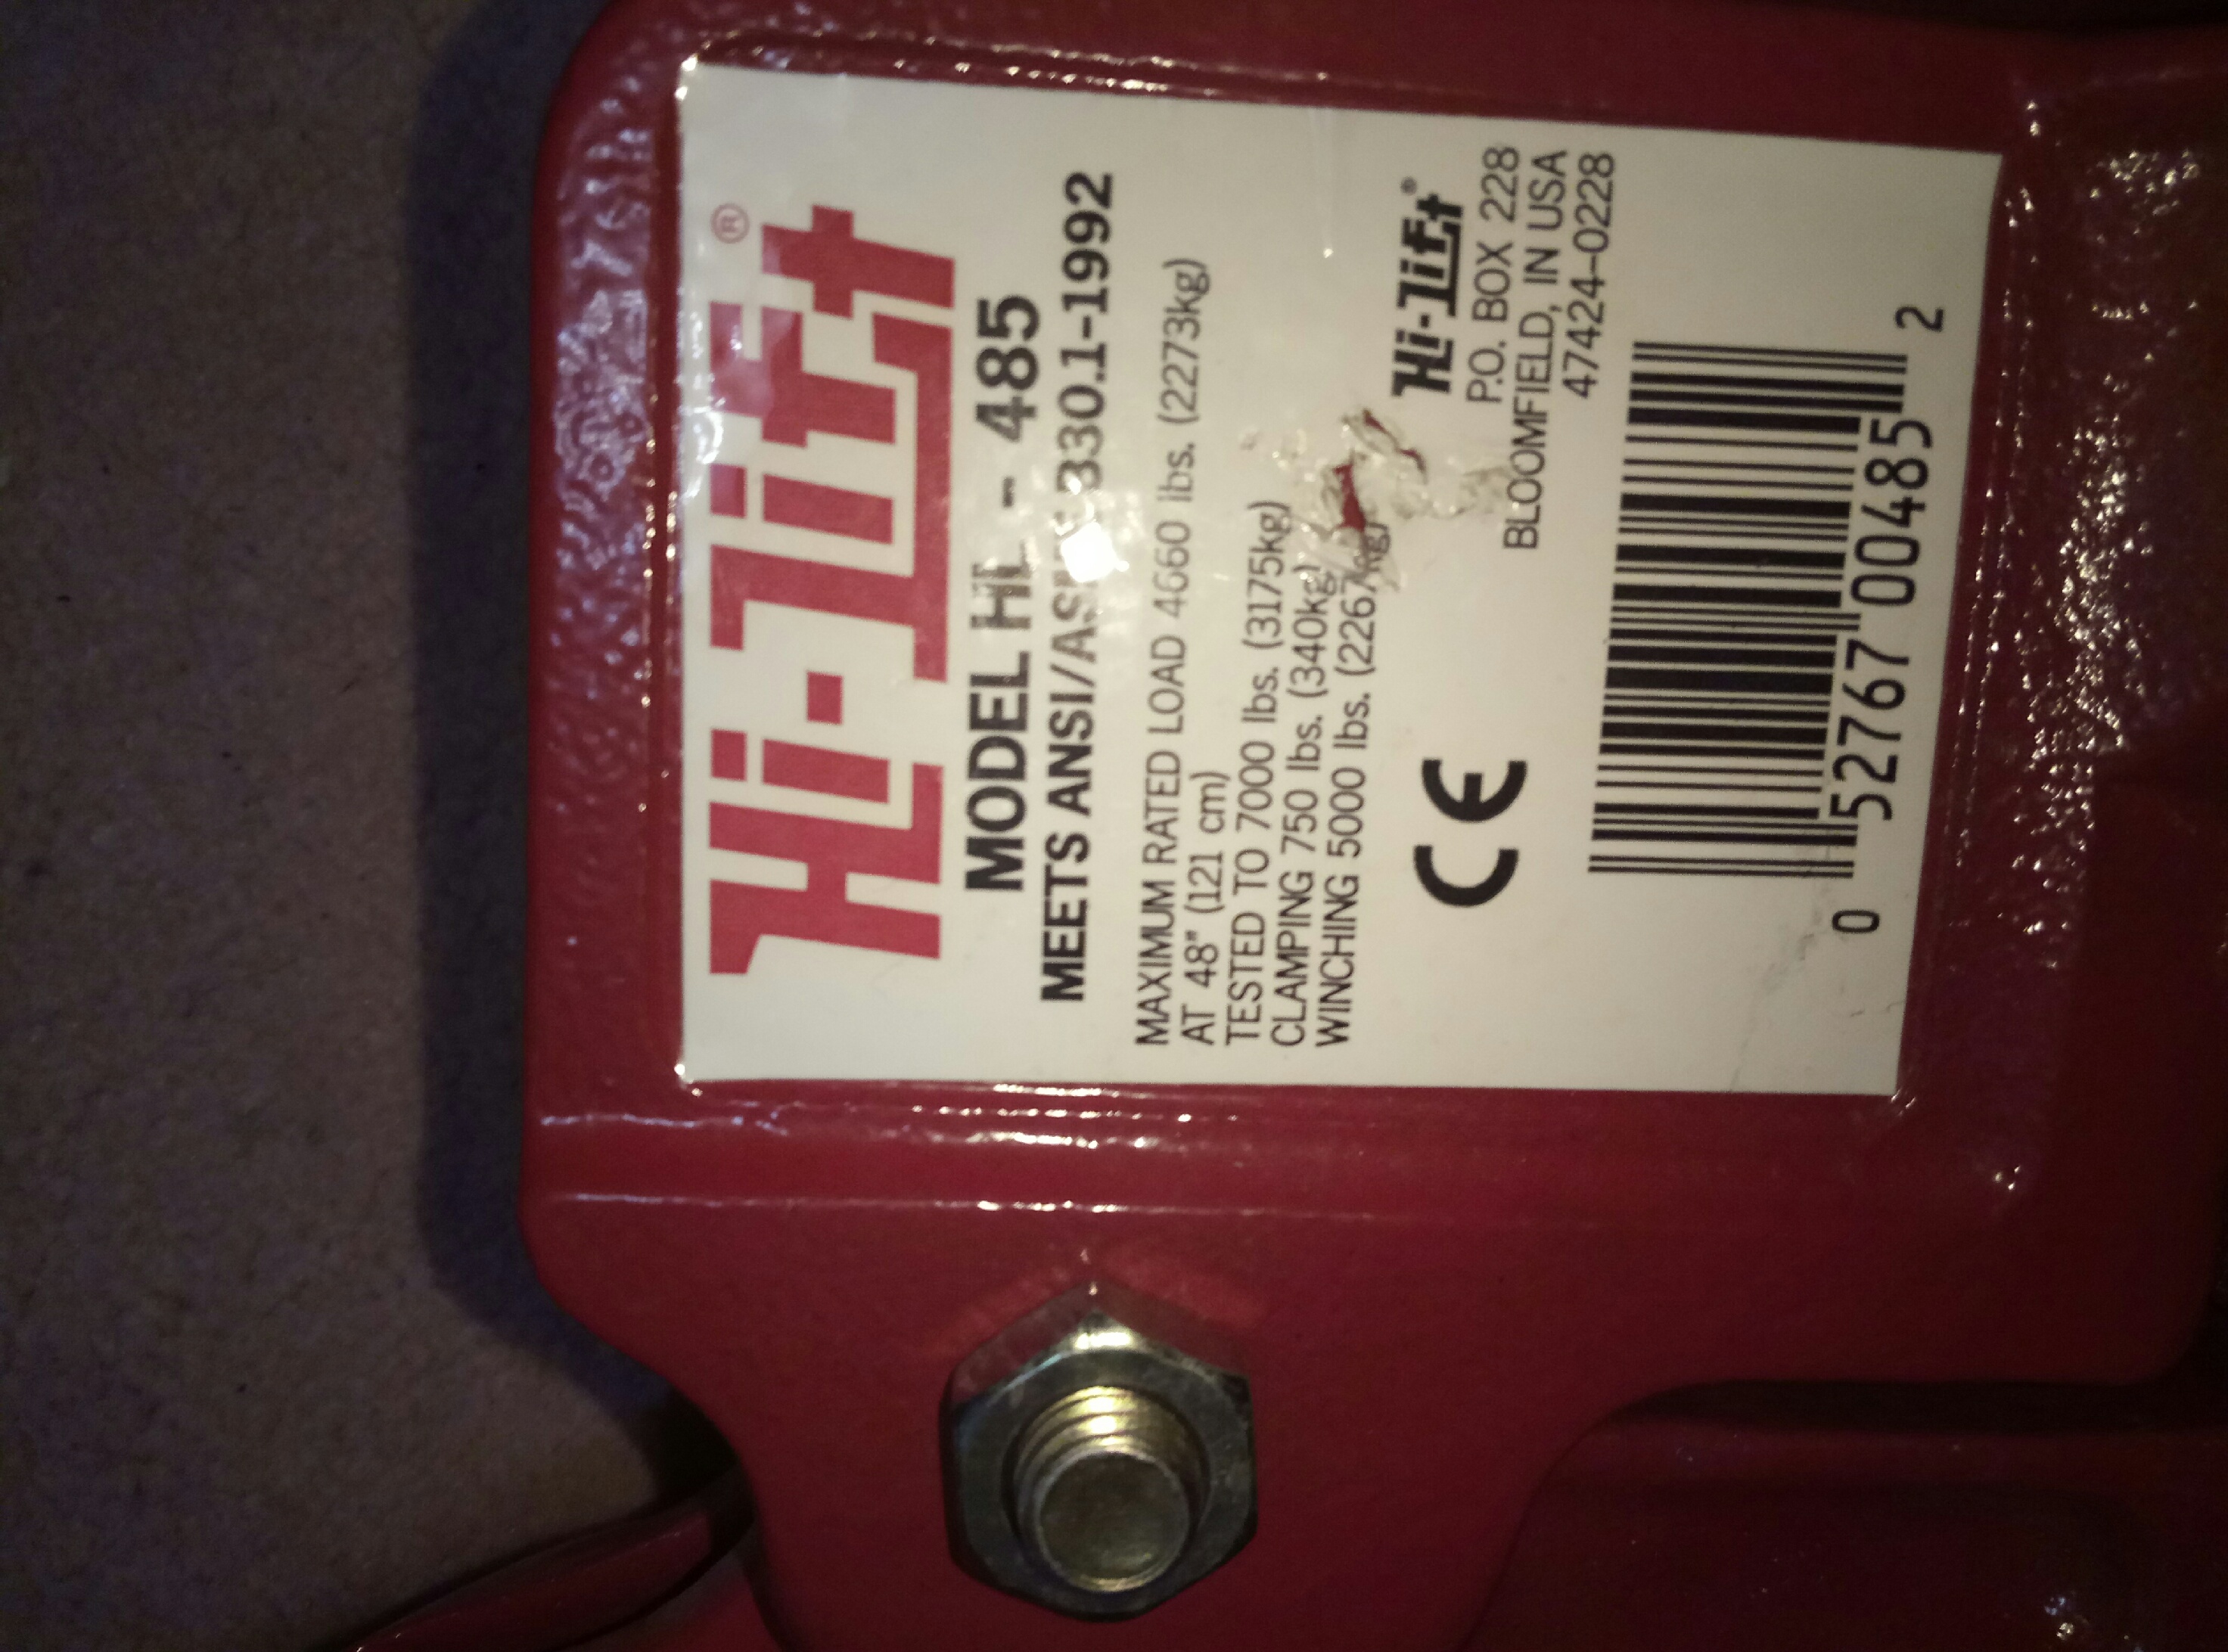 Hi-Lift®
MODEL HL - 485
MEETS ANSI/ASME B30.1-1992
MAXIMUM RATED LOAD 4660 lbs. (2273kg)
AT 48" (121 cm)
TESTED TO 7000 lbs. (3175kg)
CLAMPING 750 lbs. (340kg)
WINCHING 5000 lbs. (2267kg)
CE
Hi-Lift®
P.O. BOX 228
BLOOMFIELD, IN USA
47424-0228
0 52767 00485 2